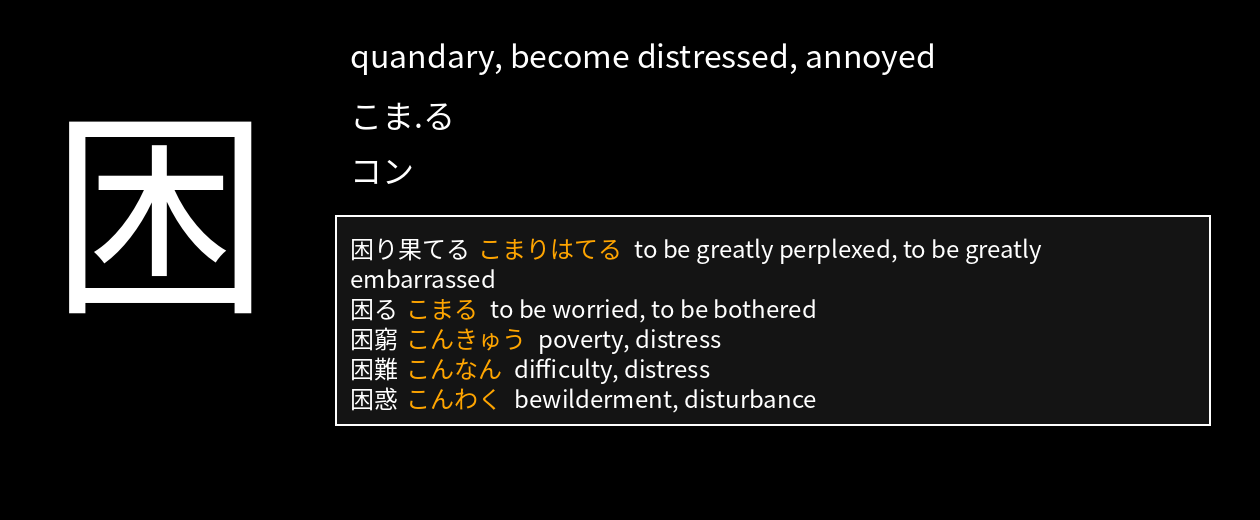 困
quandary, become distressed, annoyed
こま.る
コン
困り果てる こまりはてる to be greatly perplexed, to be greatly
embarrassed
困る こまる to be worried, to be bothered
困窮 こんきゅう poverty, distress
困難 こんなん difficulty, distress
困惑 こんわく bewilderment, disturbance